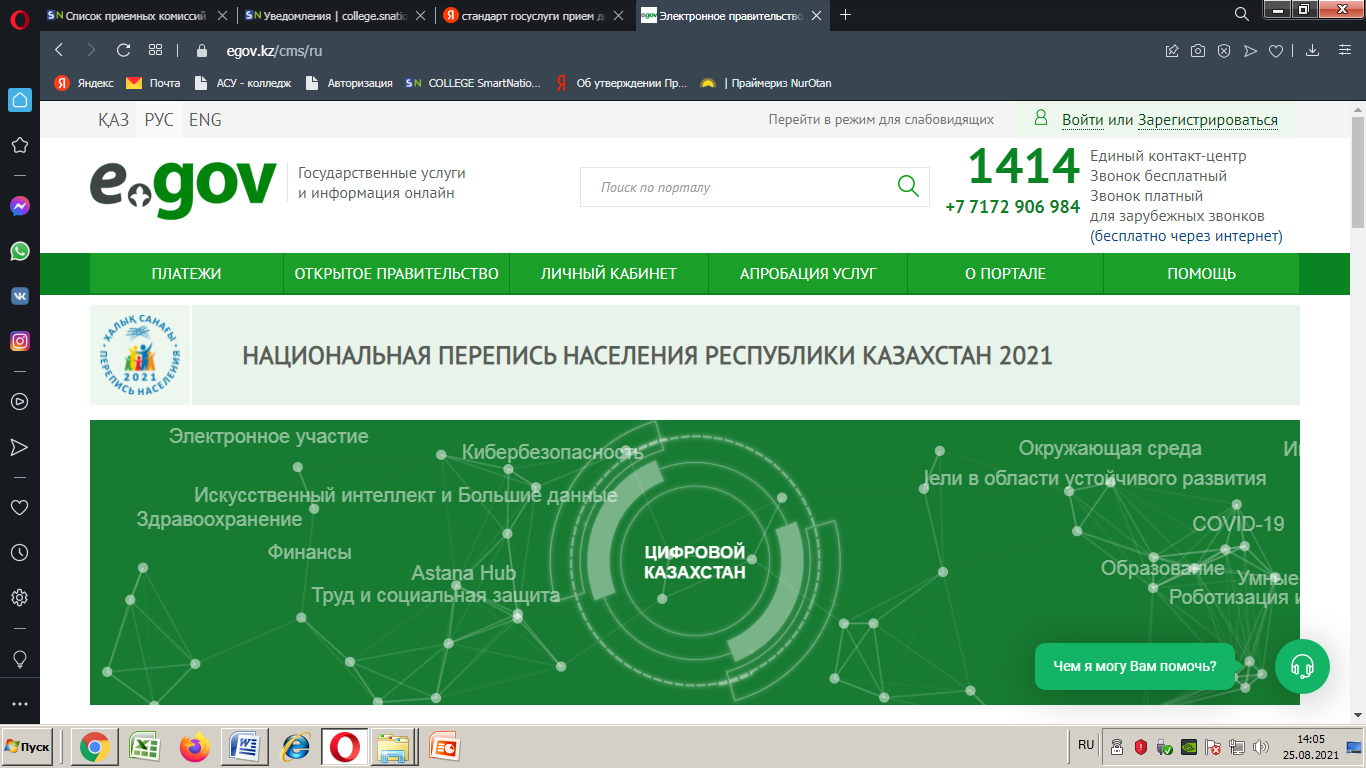 Список приемных комиссий
Уведомления | college.snatio
стандарт госуслуги прием до
Электронное правительство
egov.kz/cms/ru
Яндекс
Почта
АСУ - колледж
Авторизация
COLLEGE SmartNatio...
Об утверждении Пр...
| Праймериз NurOtan
ҚАЗ РУС ENG
Перейти в режим для слабовидящих
Войти или Зарегистрироваться
e.gov
Государственные услуги
и информация онлайн
Поиск по порталу
1414
+7 7172 906 984
Единый контакт-центр
Звонок бесплатный
Звонок платный
для зарубежных звонков
(бесплатно через интернет)
ПЛАТЕЖИ
ОТКРЫТОЕ ПРАВИТЕЛЬСТВО
ЛИЧНЫЙ КАБИНЕТ
АПРОБАЦИЯ УСЛУГ
О ПОРТАЛЕ
ПОМОЩЬ
ХАЛЫҚ САНАҒЫ
2021
ПЕРЕПИСЬ НАСЕЛЕНИЯ
НАЦИОНАЛЬНАЯ ПЕРЕПИСЬ НАСЕЛЕНИЯ РЕСПУБЛИКИ КАЗАХСТАН 2021
Электронное участие
Кибербезопасность
Искусственный интеллект и Большие данные
Здравоохранение
Финансы
Astana Hub
Труд и социальная защита
ЦИФРОВОЙ
КАЗАХСТАН
Окружающая среда
в области устойчивого развития
COVID-19
Образование
Умные
Роботизация и
Чем я могу Вам помочь?
Пуск
RU
14:05
25.08.2021